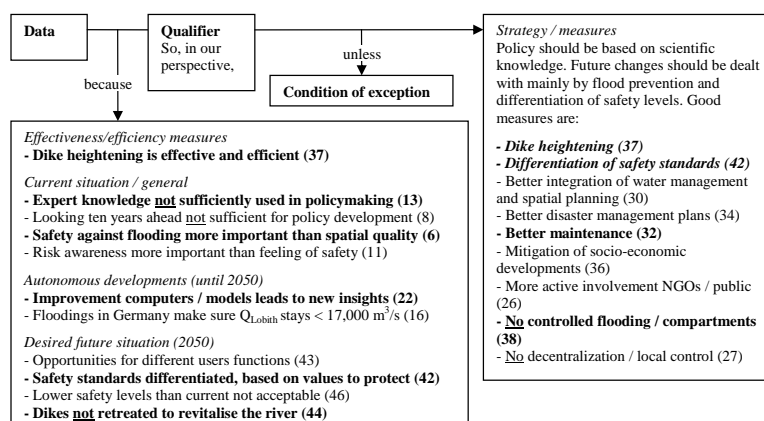 Data
Qualifier
So, in our
perspective,
because
unless
Condition of exception
Effectiveness/efficiency measures
- Dike heightening is effective and efficient (37)
Current situation / general
- Expert knowledge not sufficiently used in policymaking (13)
- Looking ten years ahead not sufficient for policy development (8)
- Safety against flooding more important than spatial quality (6)
- Risk awareness more important than feeling of safety (11)
Autonomous developments (until 2050)
- Improvement computers / models leads to new insights (22)
- Floodings in Germany make sure QLobith stays < 17,000 m³/s (16)
Desired future situation (2050)
- Opportunities for different users functions (43)
- Safety standards differentiated, based on values to protect (42)
- Lower safety levels than current not acceptable (46)
- Dikes not retreated to revitalise the river (44)
Strategy / measures
Policy should be based on scientific
knowledge. Future changes should be dealt
with mainly by flood prevention and
differentiation of safety levels. Good
measures are:
- Dike heightening (37)
- Differentiation of safety standards (42)
- Better integration of water management
and spatial planning (30)
- Better disaster management plans (34)
- Better maintenance (32)
- Mitigation of socio-economic
developments (36)
- More active involvement NGOs / public
(26)
- No controlled flooding / compartments
(38)
- No decentralization / local control (27)